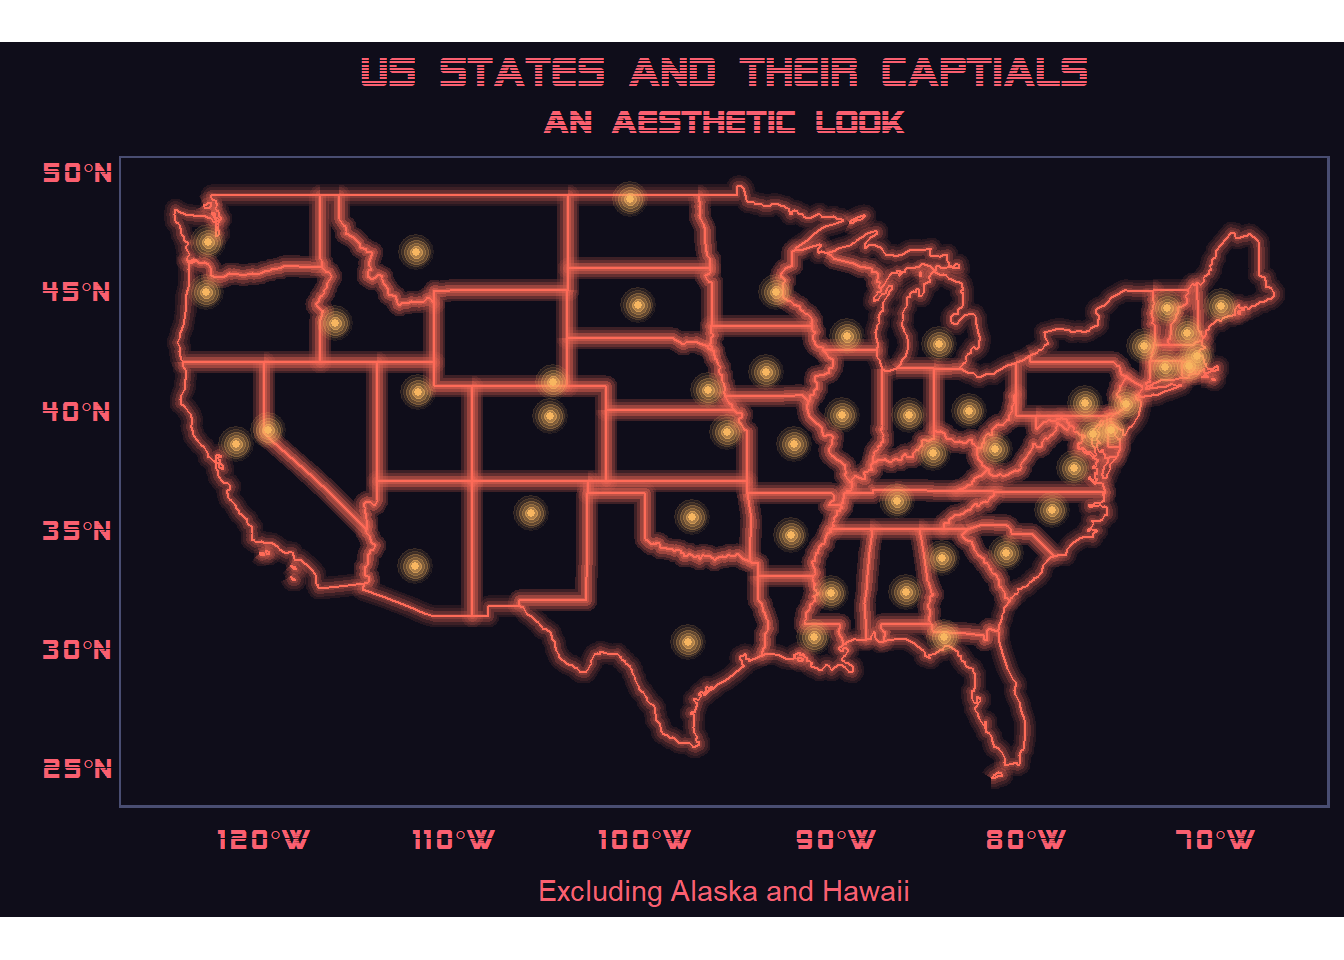 US STATES AND THEIR CAPTIALS
AN AESTHETIC LOOK
50°N
45°N
40°N
35°N
30°N
25°N
120°W 110°W 100°W 90°W 80°W 70°W
Excluding Alaska and Hawaii